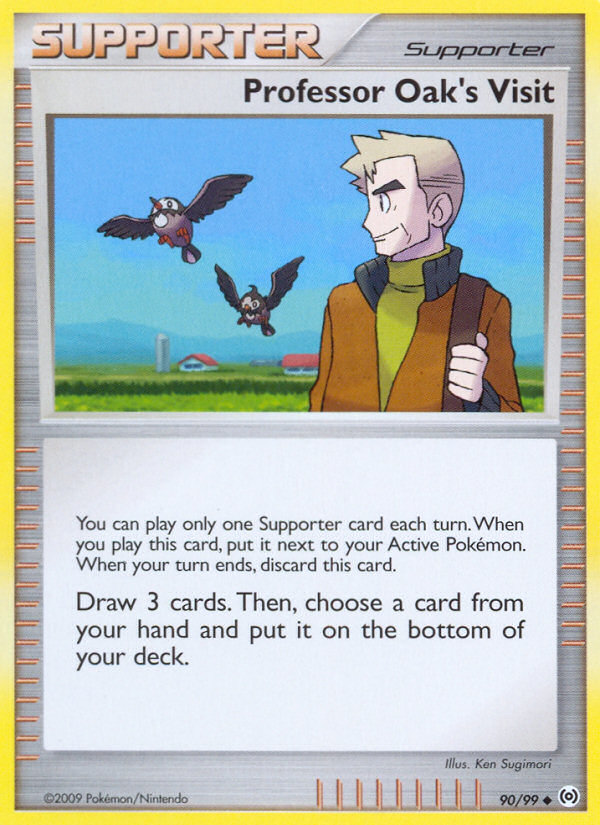 SUPPORTER
Supporter
Professor Oak's Visit
You can play only one Supporter card each turn. When
you play this card, put it next to your Active Pokémon.
When your turn ends, discard this card.
Draw 3 cards. Then, choose a card from
your hand and put it on the bottom of
your deck.
Illus. Ken Sugimori
©2009 Pokémon/Nintendo
90/99